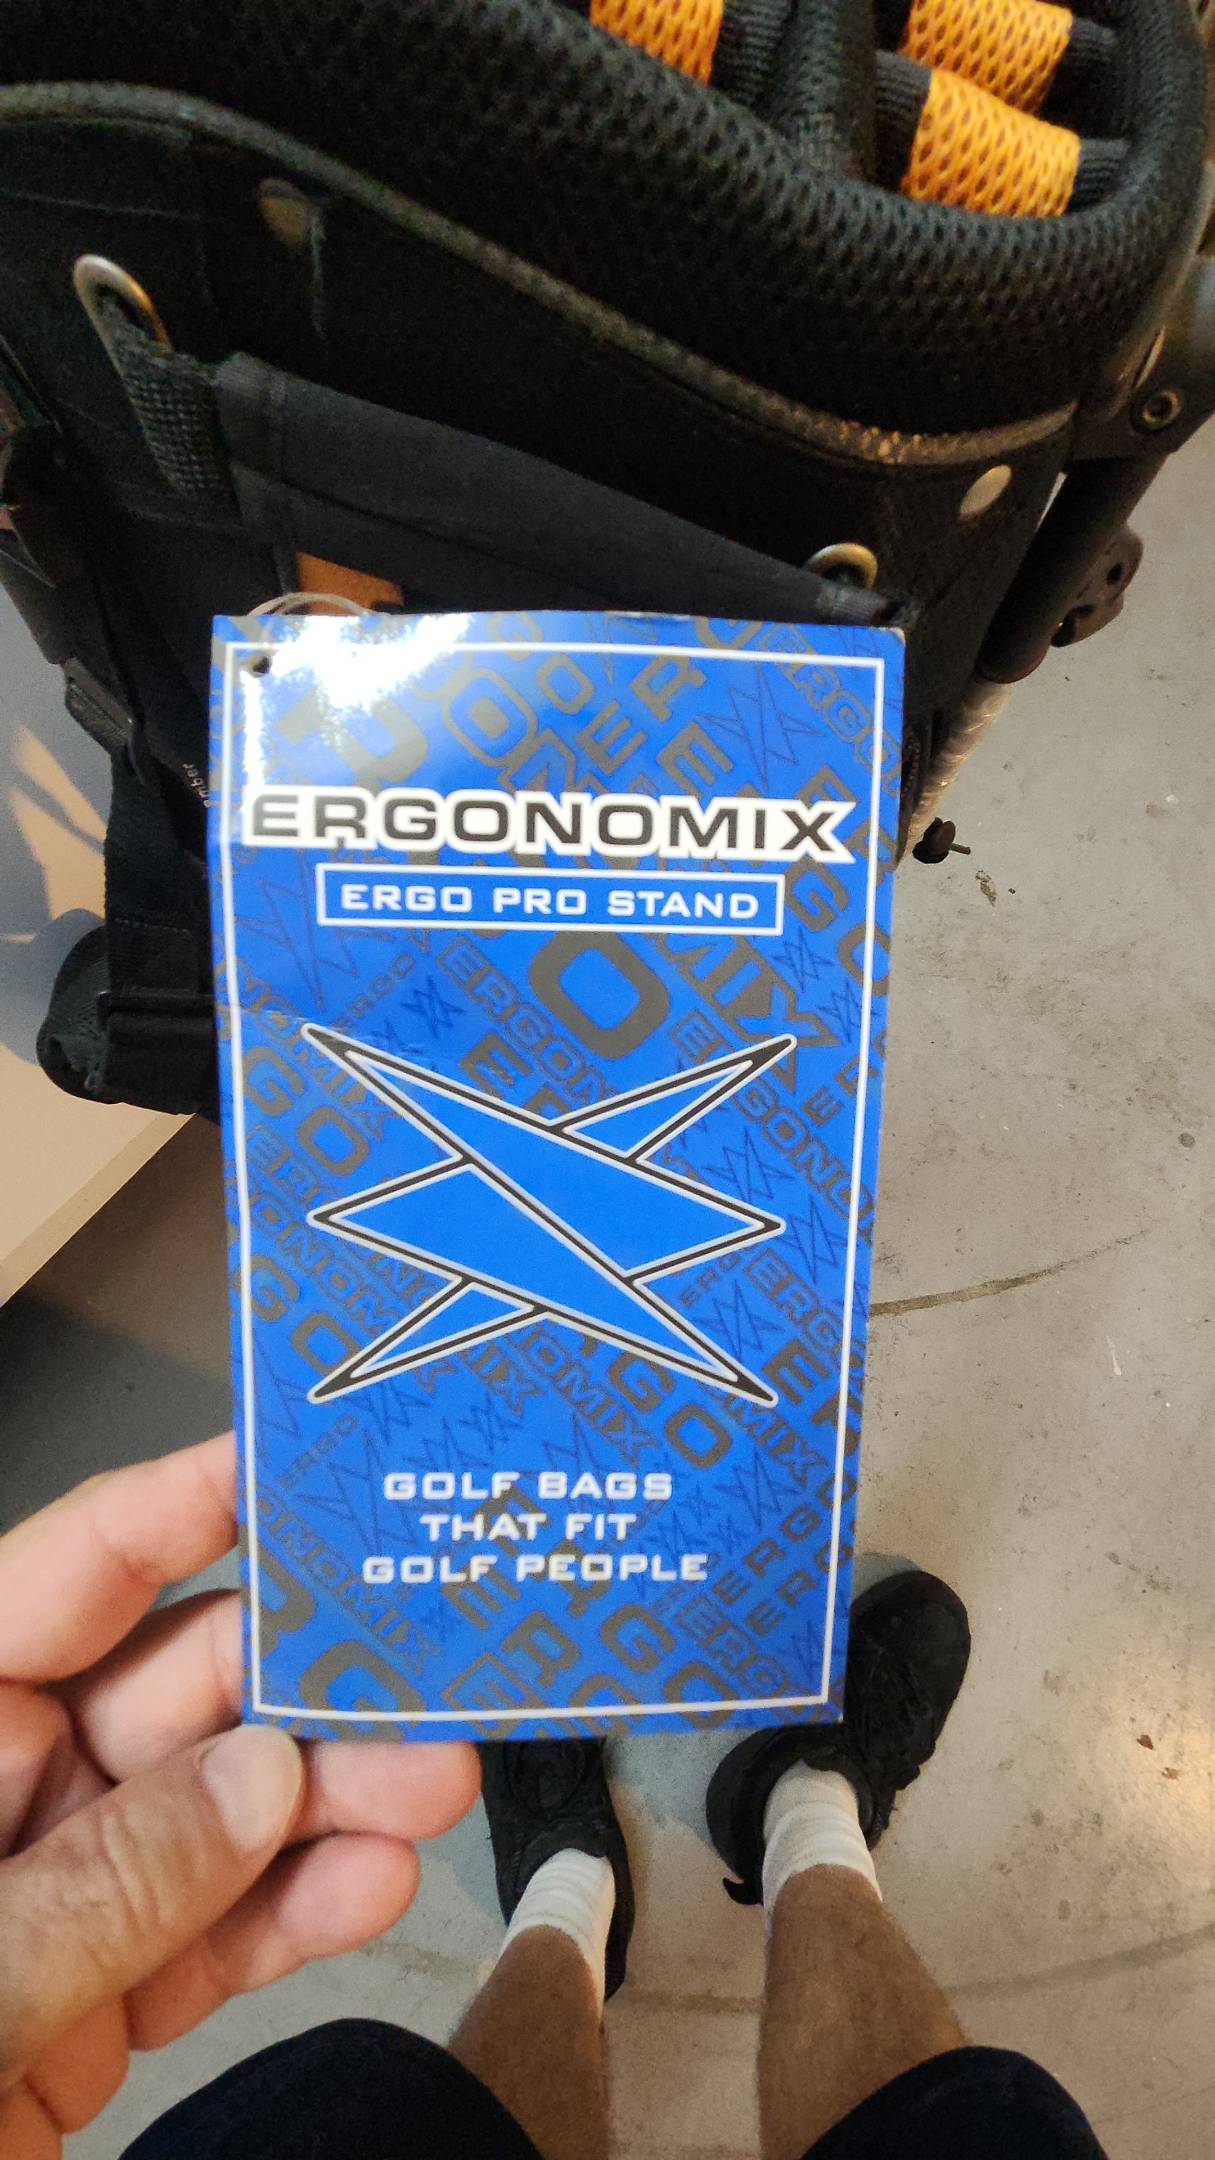 ERGONOMIX
ERGO PRO STAND
GOLF BAGS
THAT FIT
GOLF PEOPLE